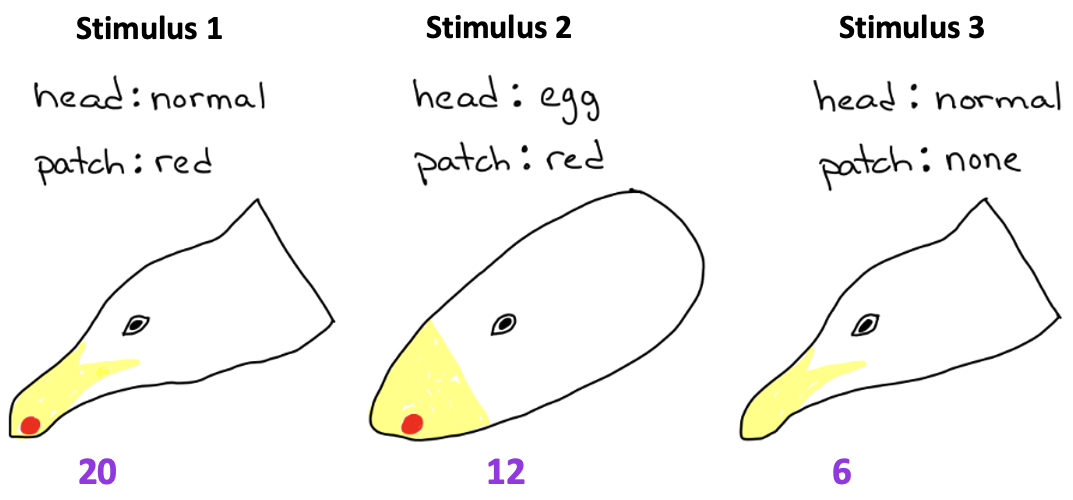 Stimulus 1
head: normal
patch: red
20
Stimulus 2
head: egg
patch: red
12
Stimulus 3
head: normal
patch: none
6